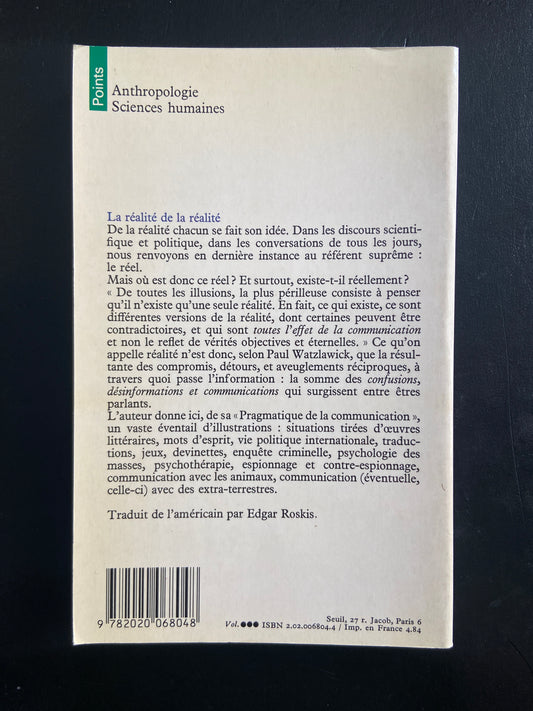 Points
Anthropologie
Sciences humaines
La réalité de la réalité
De la réalité chacun se fait son idée. Dans les discours scienti-
fique et politique, dans les conversations de tous les jours,
nous renvoyons en dernière instance au référent suprême :
le réel.
Mais où est donc ce réel ? Et surtout, existe-t-il réellement ?
« De toutes les illusions, la plus périlleuse consiste à penser
qu'il n'existe qu'une seule réalité. En fait, ce qui existe, ce sont
différentes versions de la réalité, dont certaines peuvent être
contradictoires, et qui sont toutes l'effet de la communication
et non le reflet de vérités objectives et éternelles. » Ce qu'on
appelle réalité n'est donc, selon Paul Watzlawick, que la résul-
tante des compromis, détours, et aveuglements réciproques, à
travers quoi passe l'information : la somme des confusions,
désinformations et communications qui surgissent entre êtres
parlants.
L'auteur donne ici, de sa « Pragmatique de la communication »,
un vaste éventail d'illustrations : situations tirées d'œuvres
littéraires, mots d'esprit, vie politique internationale, traduc-
tions, jeux, devinettes, enquête criminelle, psychologie des
masses, psychothérapie, espionnage et contre-espionnage,
communication avec les animaux, communication (éventuelle,
celle-ci) avec des extra-terrestres.
Traduit de l'américain par Edgar Roskis.
9 782020 068048
Seuil, 27 r. Jacob, Paris 6
Vol. ●●● ISBN 2.02.006804.4 / Imp. en France 4.84